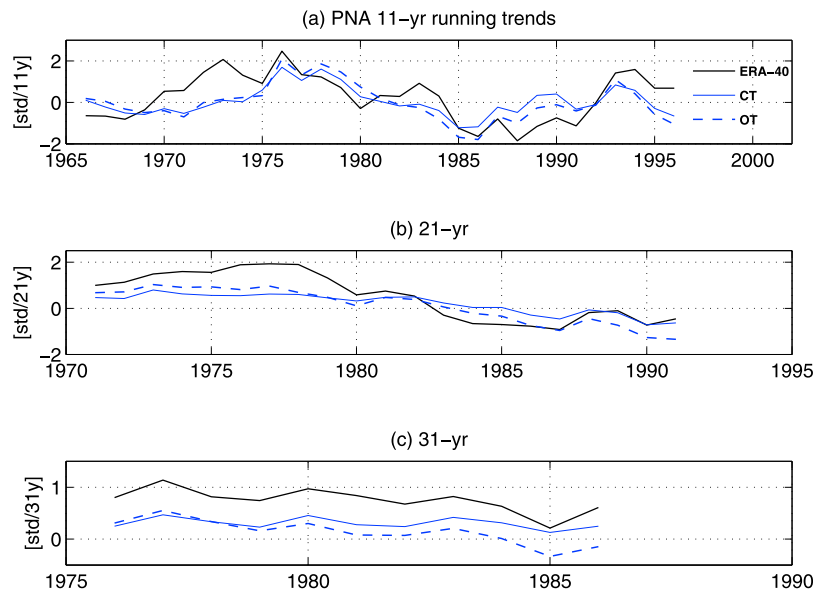 (a) PNA 11−yr running trends
[std/11y]
2
0
−2
ERA−40
CT
OT
1965 1970 1975 1980 1985 1990 1995 2000
(b) 21−yr
[std/21y]
2
0
−2
1970 1975 1980 1985 1990 1995
(c) 31−yr
[std/31y]
1
0
1975 1980 1985 1990